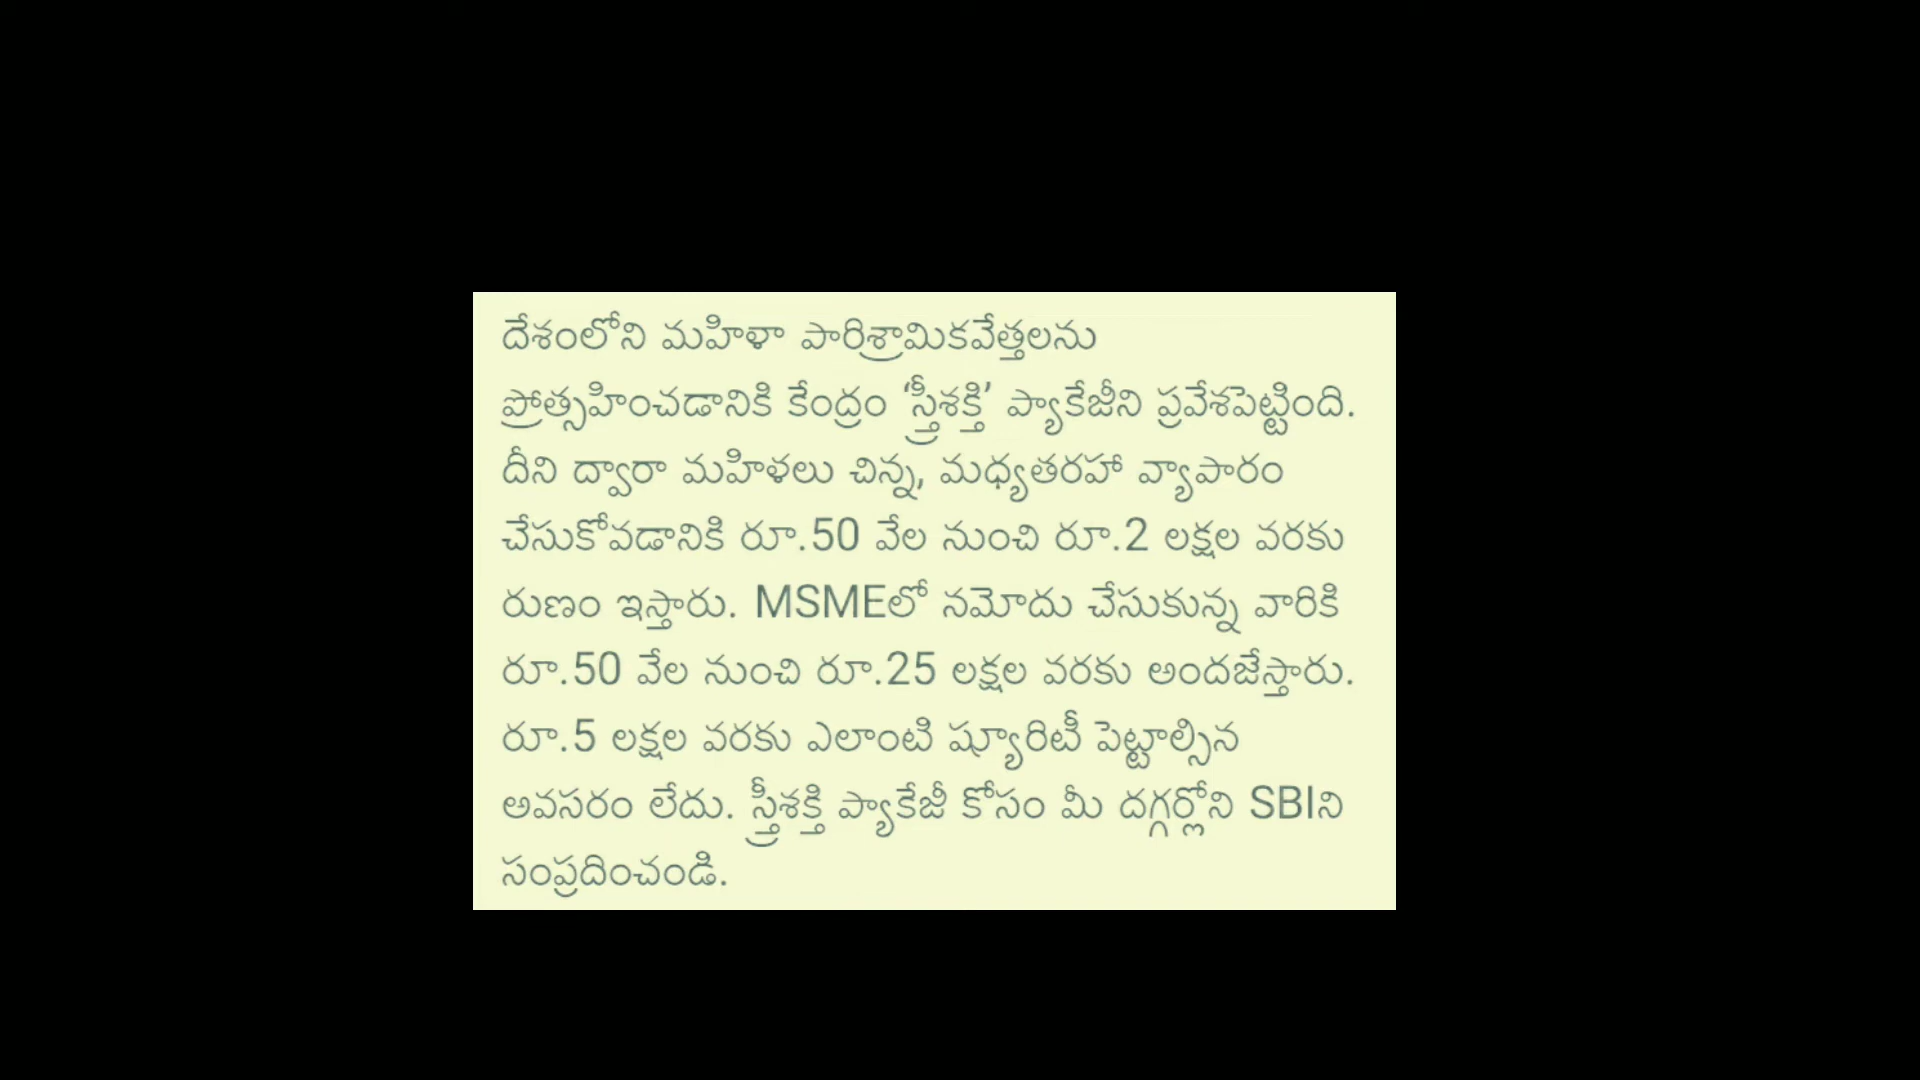 దేశంలోని మహిళా పారిశ్రామికవేత్తలను
ప్రోత్సహించడానికి కేంద్రం ‘స్త్రీశక్తి’ ప్యాకేజీని ప్రవేశపెట్టింది.
దీని ద్వారా మహిళలు చిన్న, మధ్యతరహా వ్యాపారం
చేసుకోవడానికి రూ.50 వేల నుంచి రూ.2 లక్షల వరకు
రుణం ఇస్తారు. MSMEలో నమోదు చేసుకున్న వారికి
రూ.50 వేల నుంచి రూ.25 లక్షల వరకు అందజేస్తారు.
రూ.5 లక్షల వరకు ఎలాంటి ష్యూరిటీ పెట్టాల్సిన
అవసరం లేదు. స్త్రీశక్తి ప్యాకేజీ కోసం మీ దగ్గర్లోని SBIని
సంప్రదించండి.